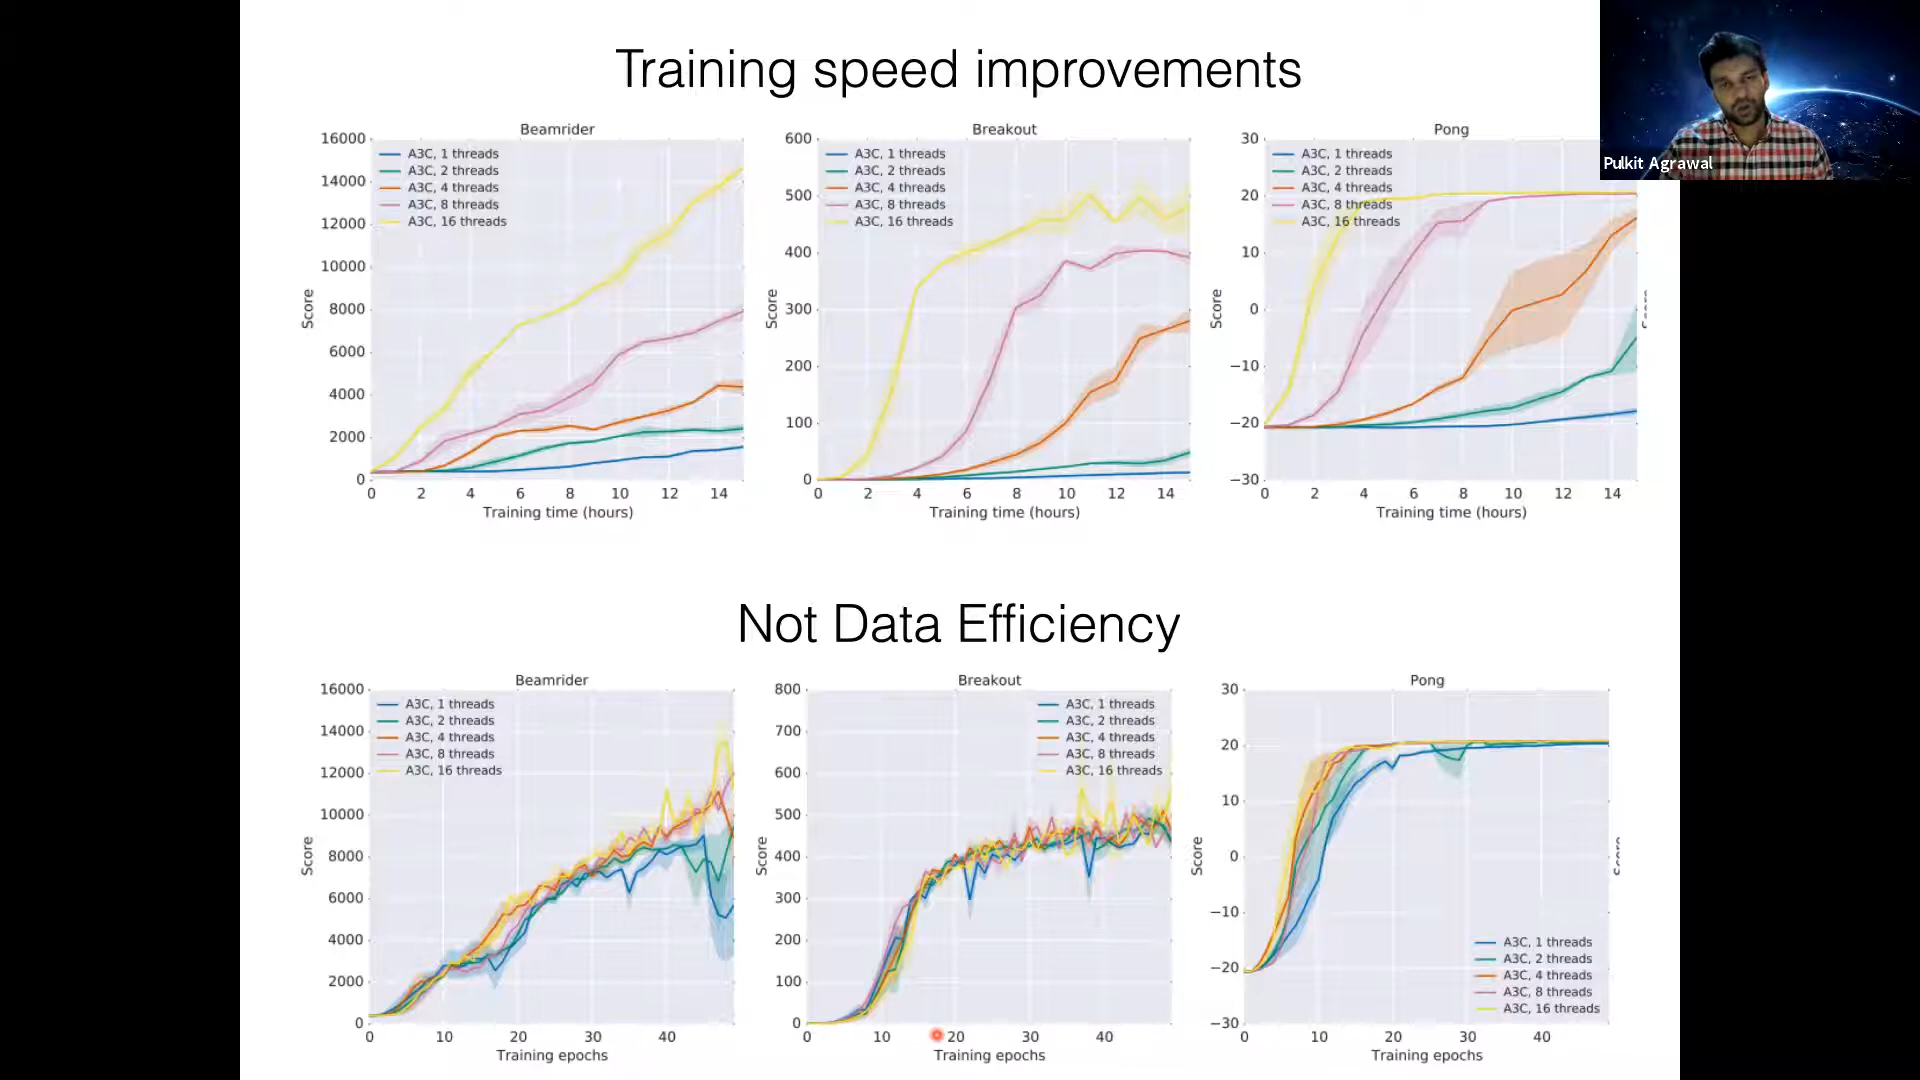 Training speed improvements
Pulkit Agrawal
Beamrider
A3C, 1 threads
A3C, 2 threads
A3C, 4 threads
A3C, 8 threads
A3C, 16 threads
Score
16000
14000
12000
10000
8000
6000
4000
2000
0
0 2 4 6 8 10 12 14
Training time (hours)
Breakout
A3C, 1 threads
A3C, 2 threads
A3C, 4 threads
A3C, 8 threads
A3C, 16 threads
Score
600
500
400
300
200
100
0
0 2 4 6 8 10 12 14
Training time (hours)
Pong
A3C, 1 threads
A3C, 2 threads
A3C, 4 threads
A3C, 8 threads
A3C, 16 threads
Score
30
20
10
0
−10
−20
−30
0 2 4 6 8 10 12 14
Training time (hours)
Not Data Efficiency
Beamrider
A3C, 1 threads
A3C, 2 threads
A3C, 4 threads
A3C, 8 threads
A3C, 16 threads
Score
16000
14000
12000
10000
8000
6000
4000
2000
0
0 10 20 30 40
Training epochs
Breakout
A3C, 1 threads
A3C, 2 threads
A3C, 4 threads
A3C, 8 threads
A3C, 16 threads
Score
800
700
600
500
400
300
200
100
0
0 10 20 30 40
Training epochs
Pong
Score
30
20
10
0
−10
−20
−30
A3C, 1 threads
A3C, 2 threads
A3C, 4 threads
A3C, 8 threads
A3C, 16 threads
0 10 20 30 40
Training epochs